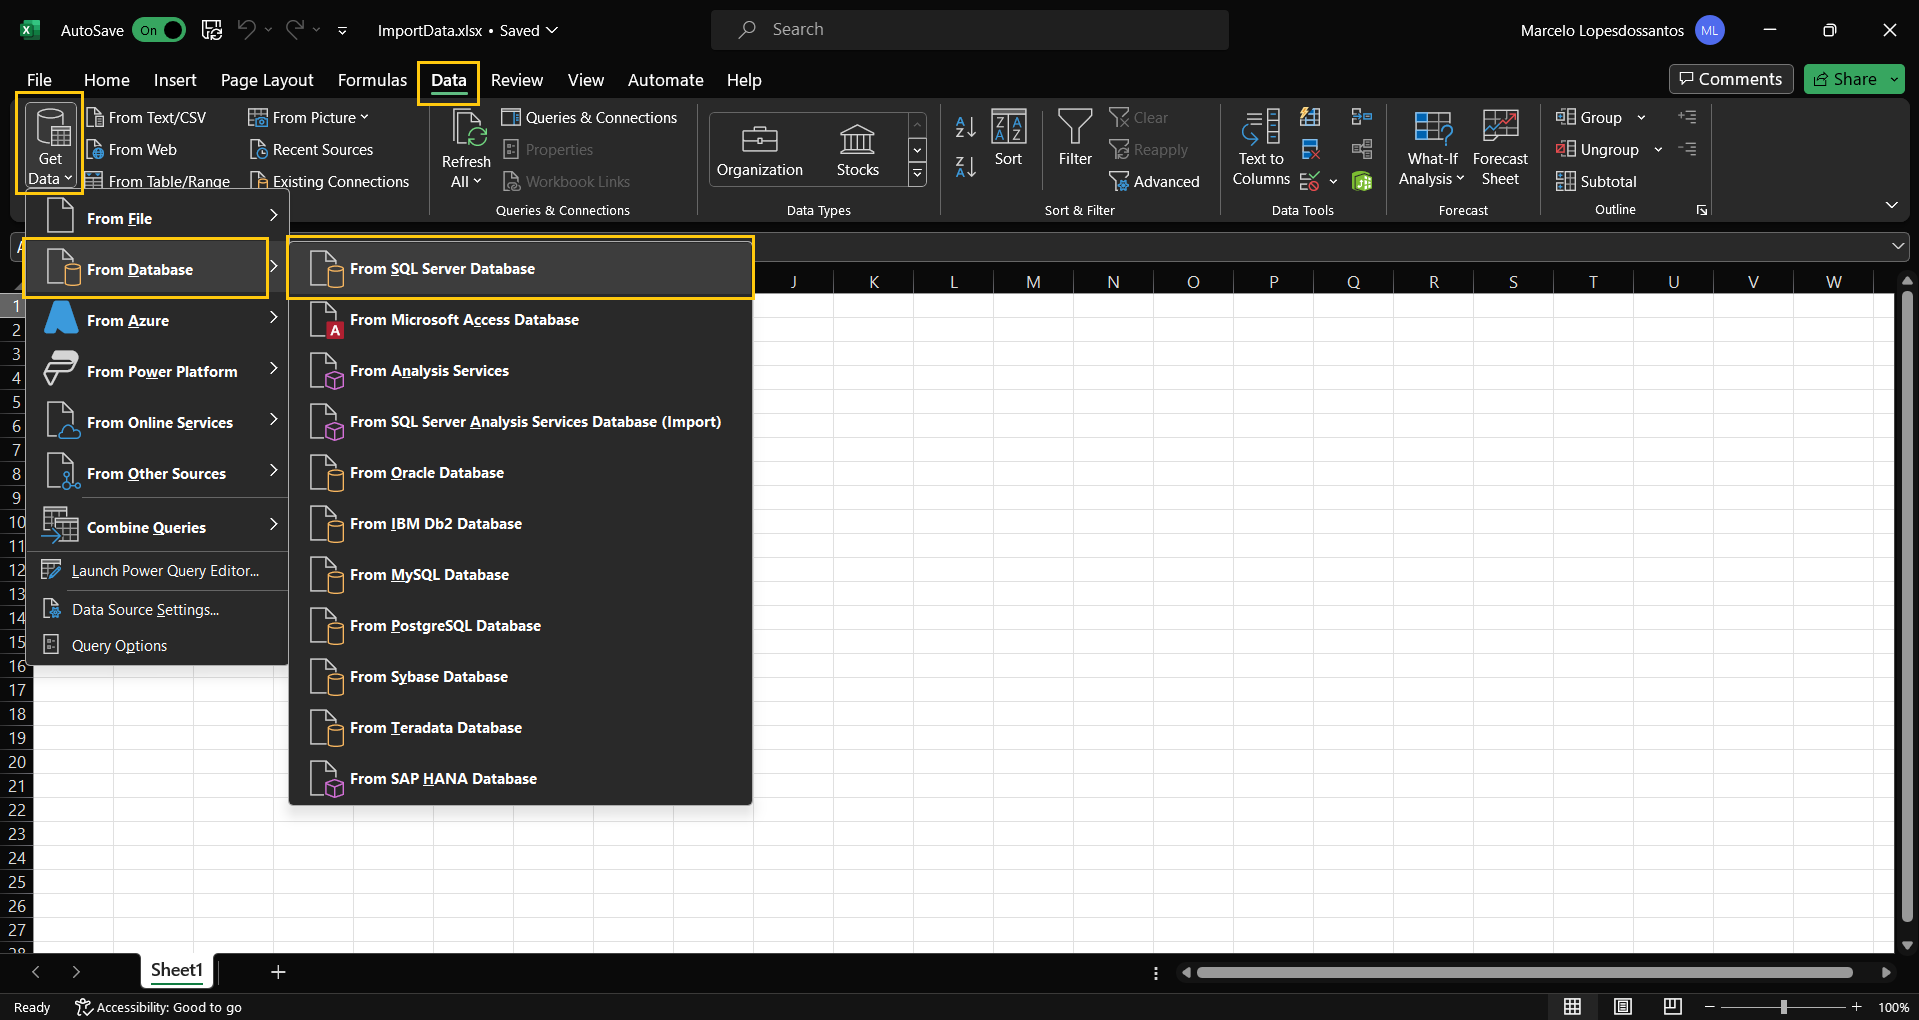 AutoSave On ImportData.xlsx • Saved Search Marcelo Lopesdossantos ML
File Home Insert Page Layout Formulas Data Review View Automate Help Comments Share
Get
Data
From Text/CSV
From Web
From Table/Range
From Picture
Recent Sources
Existing Connections
Refresh
All
Queries & Connections
Properties
Workbook Links
Queries & Connections
Organization Stocks
Data Types
Sort
Filter
Clear
Reapply
Advanced
Sort & Filter
Text to
Columns
Data Tools
What-If
Analysis
Forecast
Sheet
Forecast
Group
Ungroup
Subtotal
Outline
From File
From Database
From Azure
From Power Platform
From Online Services
From Other Sources
Combine Queries
Launch Power Query Editor...
Data Source Settings...
Query Options
From SQL Server Database
From Microsoft Access Database
From Analysis Services
From SQL Server Analysis Services Database (Import)
From Oracle Database
From IBM Db2 Database
From MySQL Database
From PostgreSQL Database
From Sybase Database
From Teradata Database
From SAP HANA Database
J K L M N O P Q R S T U V W
1
2
3
4
5
6
7
8
9
10
11
12
13
14
15
16
17
18
19
20
21
22
23
24
25
26
27
28
Sheet1
Ready Accessibility: Good to go 100%